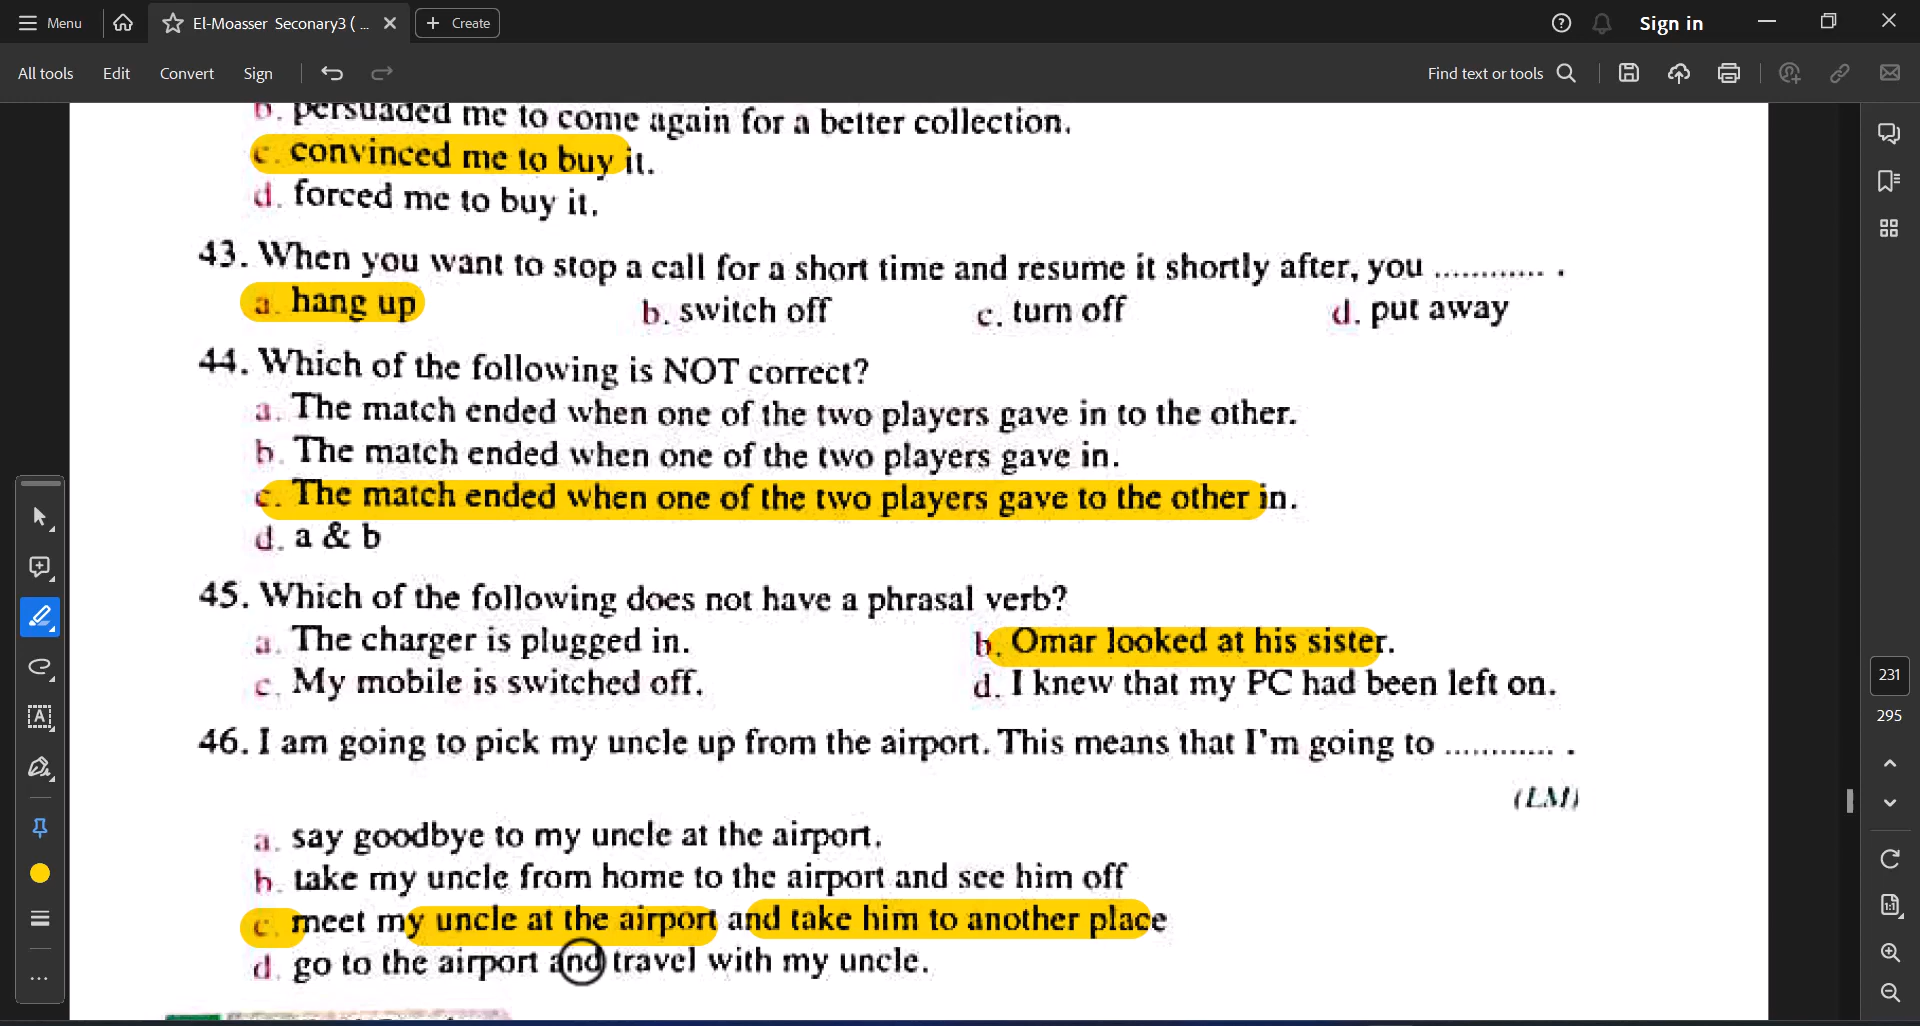 Menu
El-Moasser Seconary3 ( ...
Create
Sign in
All tools
Edit
Convert
Sign
Find text or tools
b. persuaded me to come again for a better collection.
c. convinced me to buy it.
d. forced me to buy it.
43. When you want to stop a call for a short time and resume it shortly after, you ............ .
a. hang up b. switch off c. turn off d. put away
44. Which of the following is NOT correct?
a. The match ended when one of the two players gave in to the other.
b. The match ended when one of the two players gave in.
c. The match ended when one of the two players gave to the other in.
d. a & b
45. Which of the following does not have a phrasal verb?
a. The charger is plugged in. b. Omar looked at his sister.
c. My mobile is switched off. d. I knew that my PC had been left on.
46. I am going to pick my uncle up from the airport. This means that I'm going to ............ .
(LM)
a. say goodbye to my uncle at the airport.
b. take my uncle from home to the airport and see him off
c. meet my uncle at the airport and take him to another place
d. go to the airport and travel with my uncle.
231
295